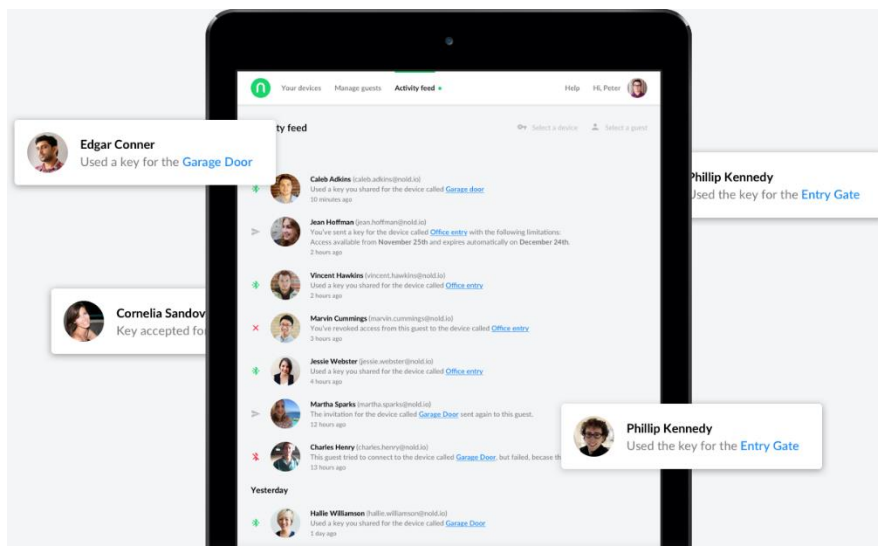 Your devices Manage guests Activity feed Help Hi, Peter
ty feed Select a device Select a guest
Edgar Conner
Used a key for the Garage Door
Phillip Kennedy
Used the key for the Entry Gate
Caleb Adkins (caleb.adkins@nold.io)
Used a key you shared for the device called Garage door
10 minutes ago
Jean Hoffman (jean.hoffman@nold.io)
You've sent a key for the device called Office entry with the following limitations.
Access available from November 25th and expires automatically on December 24th.
2 hours ago
Vincent Hawkins (vincent.hawkins@nold.io)
Used a key you shared for the device called Office entry
2 hours ago
Cornelia Sandov
Key accepted for
Marvin Cummings (marvin.cummings@nold.io)
You've revoked access from this guest to the device called Office entry
3 hours ago
Jessie Webster (jessie.webster@nold.io)
Used a key you shared for the device called Office entry
4 hours ago
Martha Sparks (martha.sparks@nold.io)
The invitation for the device called Garage Door sent again to this guest.
12 hours ago
Phillip Kennedy
Used the key for the Entry Gate
Charles Henry (charles.henry@nold.io)
This guest tried to connect to the device called Garage Door, but failed, becase th
13 hours ago
Yesterday
Hallie Williamson (hallie.williamson@nold.io)
Used a key you shared for the device called Garage Door
1 day ago